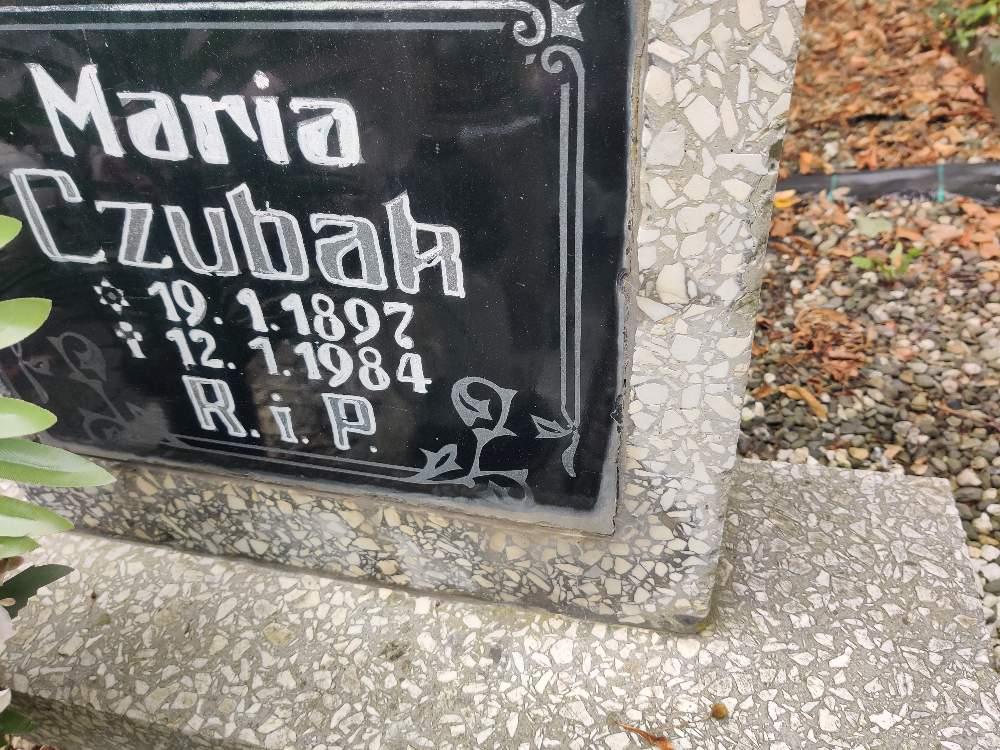 Maria
Czubak
✡ 19. 1. 1897
✝ 12. 1. 1984
R. i. P.